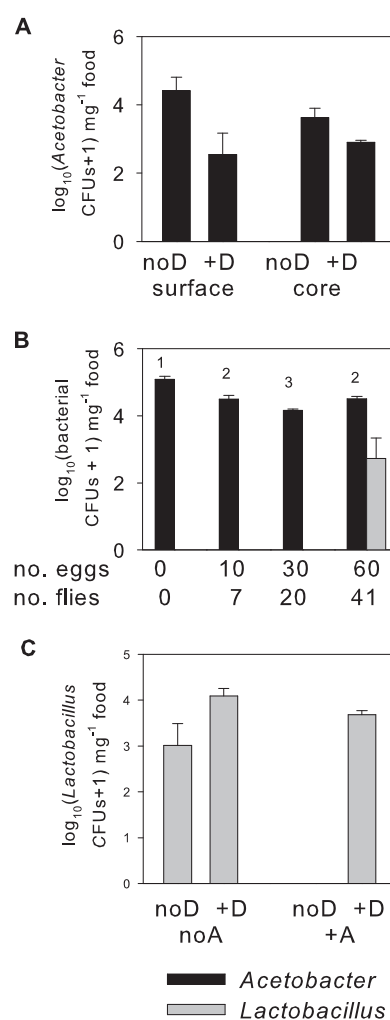 A
log10(Acetobacter
CFUs+1) mg-1 food
6
4
2
0
noD +D noD +D
surface core
B
log10(bacterial
CFUs + 1) mg-1 food
6
4
2
0
1
2
3
2
no. eggs 0 10 30 60
no. flies 0 7 20 41
C
log10(Lactobacillus
CFUs+1) mg-1 food
5
4
3
2
1
0
noD +D noD +D
noA +A
Acetobacter
Lactobacillus